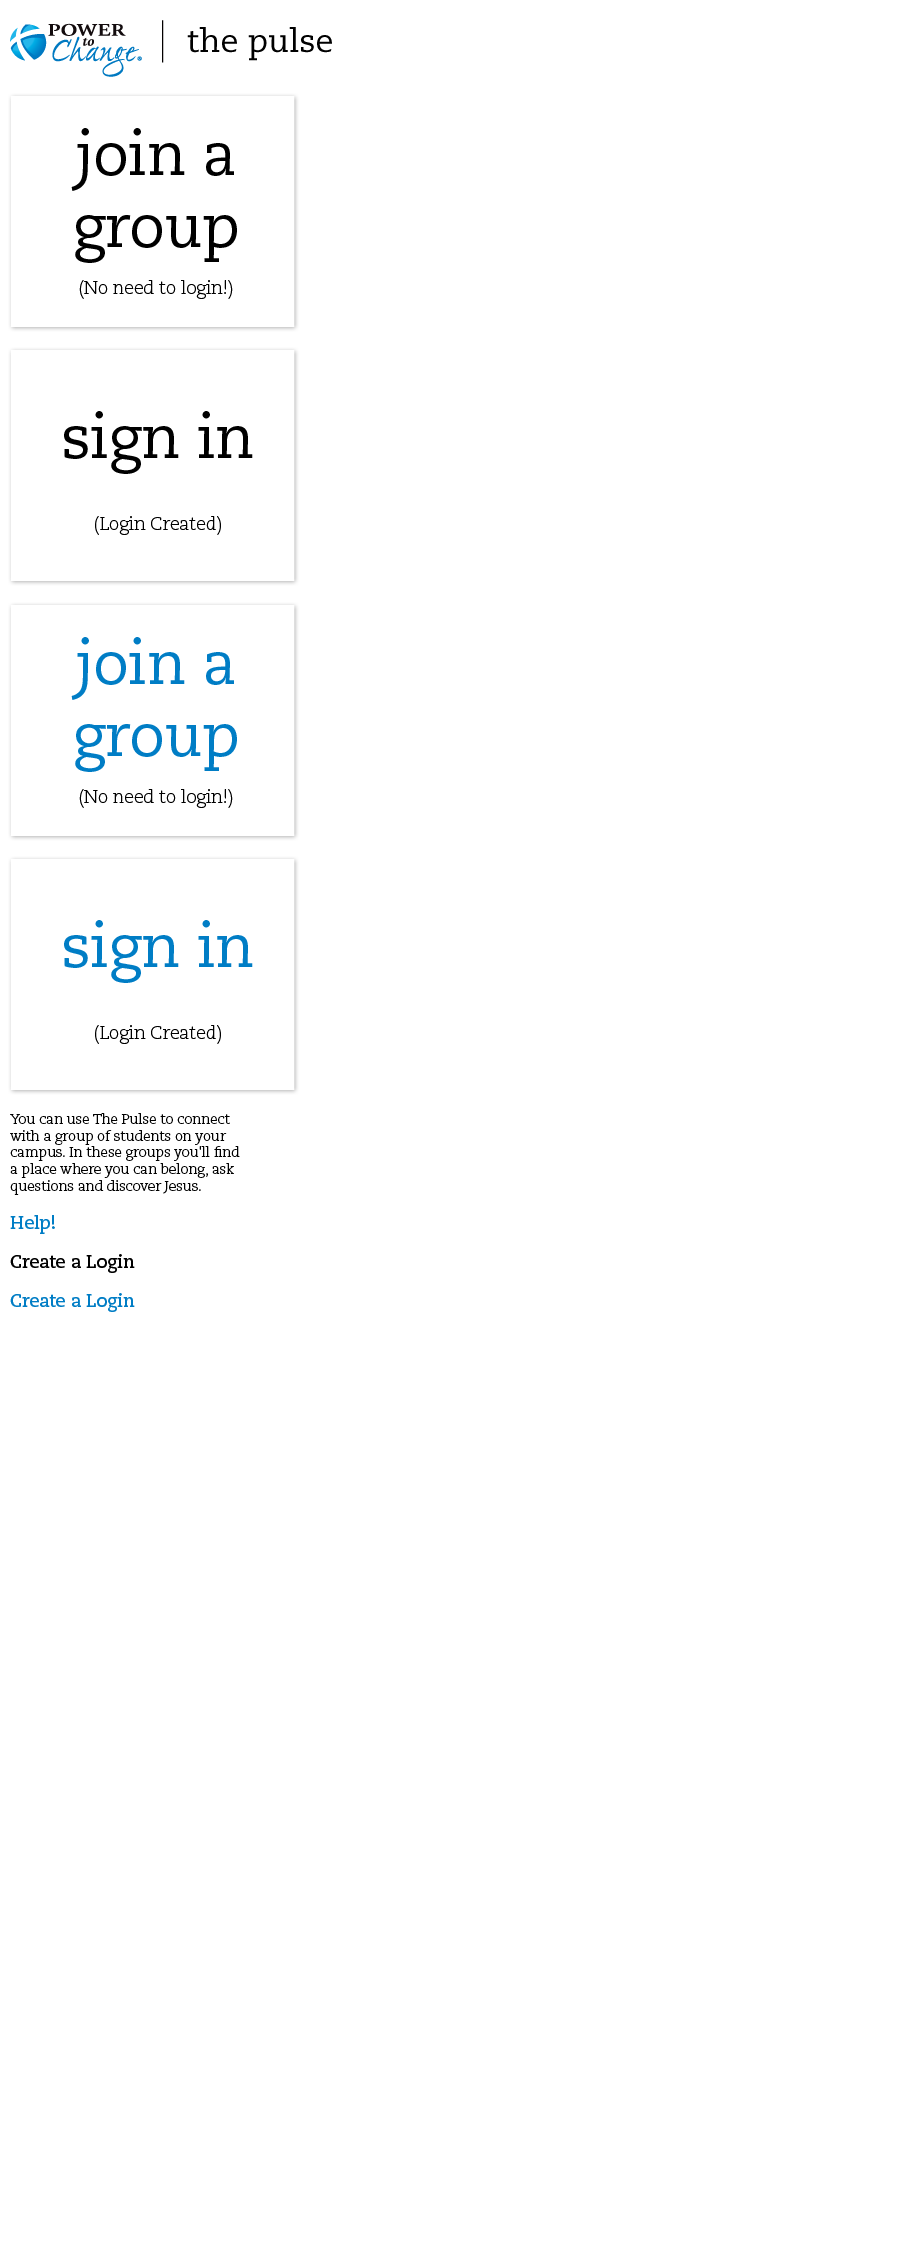 POWER
to
Change®
the pulse
join a
group
(No need to login!)
sign in
(Login Created)
join a
group
(No need to login!)
sign in
(Login Created)
You can use The Pulse to connect
with a group of students on your
campus. In these groups you'll find
a place where you can belong, ask
questions and discover Jesus.
Help!
Create a Login
Create a Login